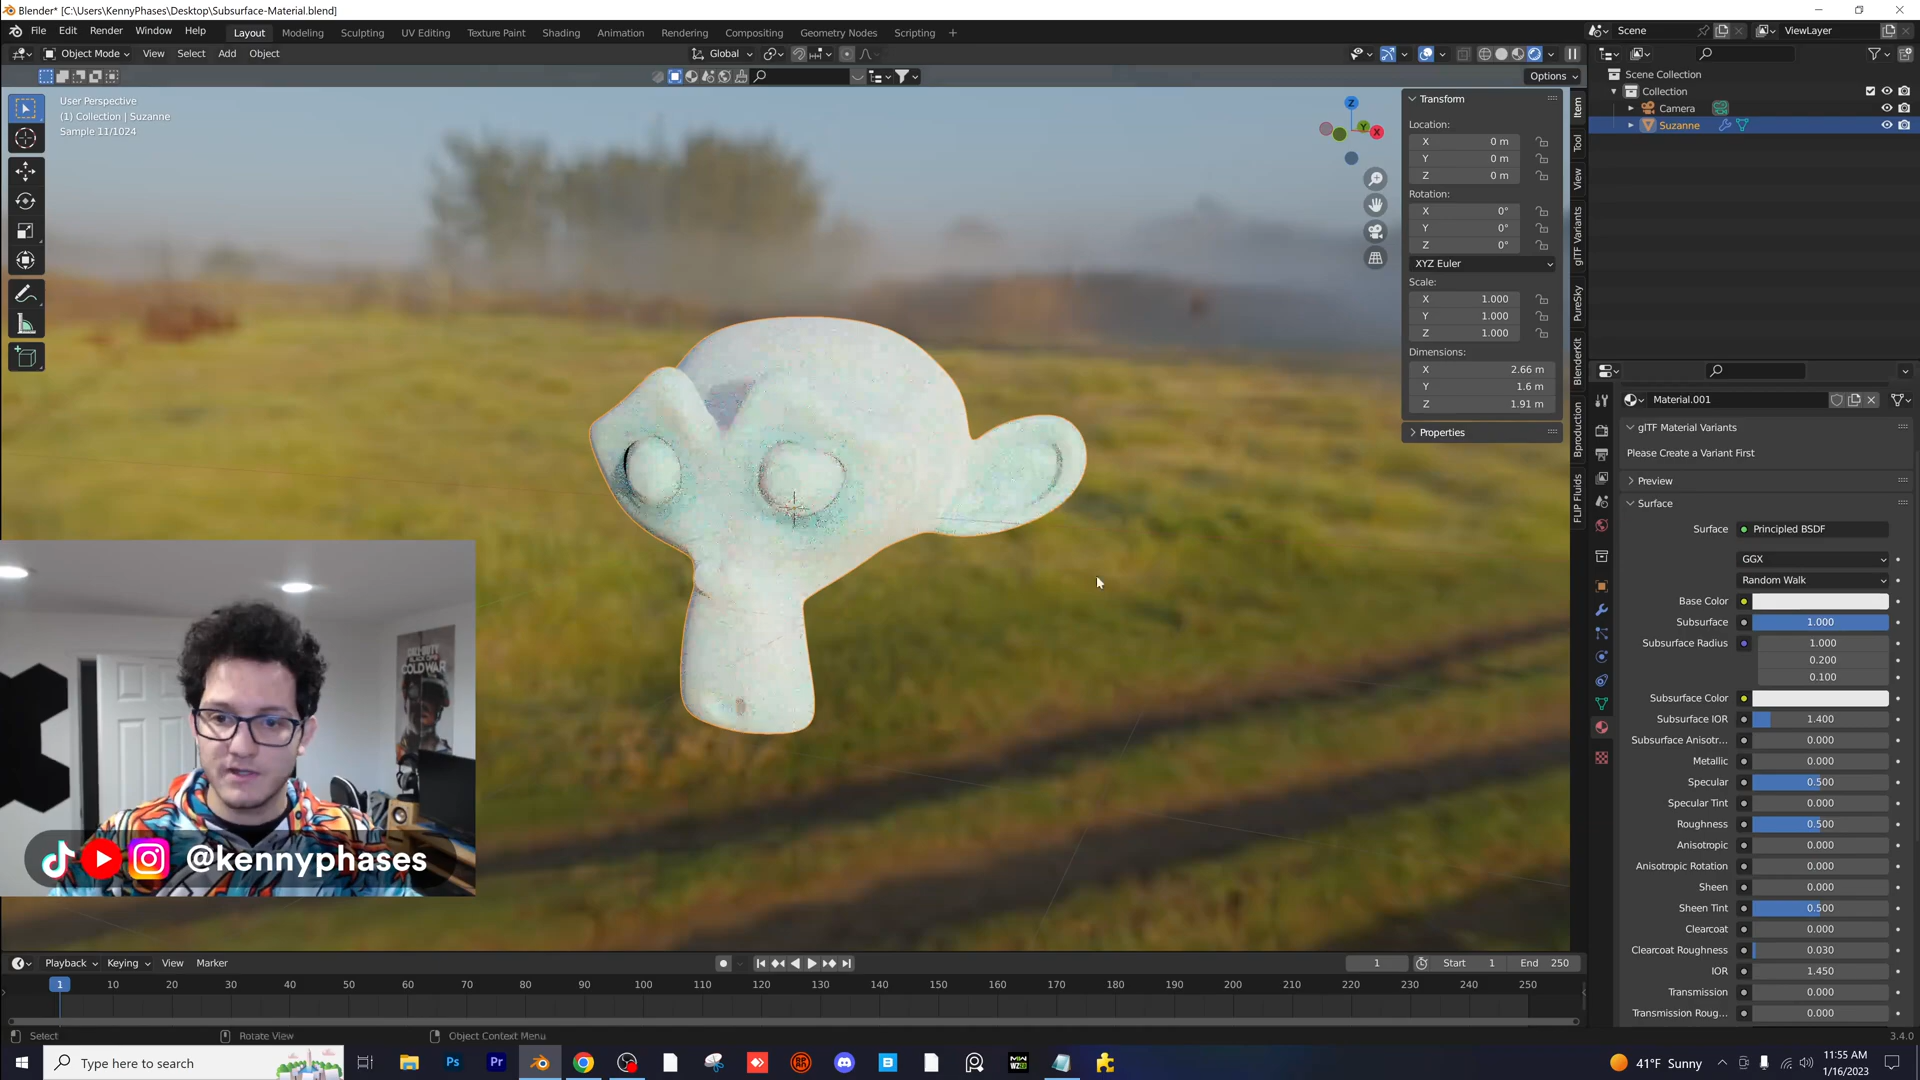 Blender* [C:\Users\KennyPhases\Desktop\Subsurface-Material.blend]
File Edit Render Window Help
Layout Modeling Sculpting UV Editing Texture Paint Shading Animation Rendering Compositing Geometry Nodes Scripting +
Scene ViewLayer
Object Mode View Select Add Object
Global
Options
User Perspective
(1) Collection | Suzanne
Sample 11/1024
Z
Y
X
Transform
Location:
X 0 m
Y 0 m
Z 0 m
Rotation:
X 0°
Y 0°
Z 0°
XYZ Euler
Scale:
X 1.000
Y 1.000
Z 1.000
Dimensions:
X 2.66 m
Y 1.6 m
Z 1.91 m
Properties
Item
Tool
View
glTF Variants
PureSky
BlenderKit
Bproduction
FLIP Fluids
Scene Collection
Collection
Camera
Suzanne
Material.001
glTF Material Variants
Please Create a Variant First
Preview
Surface
Surface Principled BSDF
GGX
Random Walk
Base Color
Subsurface 1.000
Subsurface Radius 1.000
0.200
0.100
Subsurface Color
Subsurface IOR 1.400
Subsurface Anisotr... 0.000
Metallic 0.000
Specular 0.500
Specular Tint 0.000
Roughness 0.500
Anisotropic 0.000
Anisotropic Rotation 0.000
Sheen 0.000
Sheen Tint 0.500
Clearcoat 0.000
Clearcoat Roughness 0.030
IOR 1.450
Transmission 0.000
Transmission Roug... 0.000
COLD WAR
@kennyphases
Playback Keying View Marker
1 Start 1 End 250
1 10 20 30 40 50 60 70 80 90 100 110 120 130 140 150 160 170 180 190 200 210 220 230 240 250
Select Rotate View Object Context Menu
3.4.0
Type here to search
Ps Pr
41°F Sunny
11:55 AM
1/16/2023